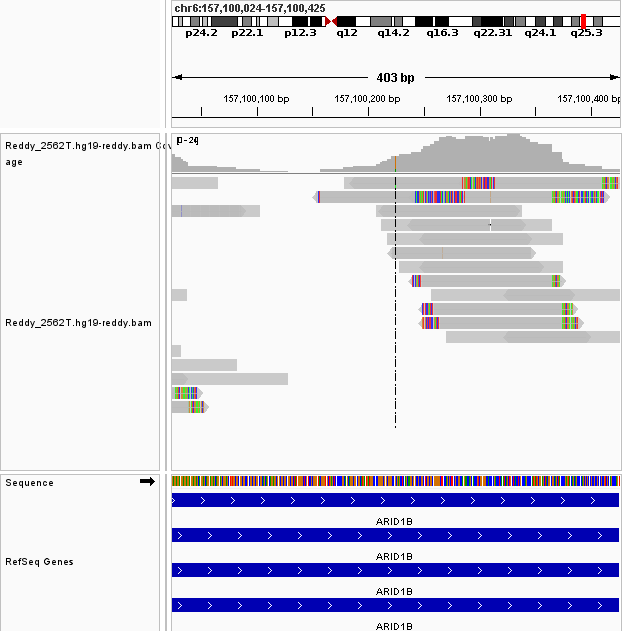 chr6:157,100,024-157,100,425
p24.2 p22.1 p12.3 q12 q14.2 q16.3 q22.31 q24.1 q25.3
403 bp
157,100,100 bp 157,100,200 bp 157,100,300 bp 157,100,400 bp
Reddy_2562T.hg19-reddy.bam Cov
age
[0-24
Reddy_2562T.hg19-reddy.bam
Sequence
ARID1B
ARID1B
RefSeq Genes
ARID1B
ARID1B